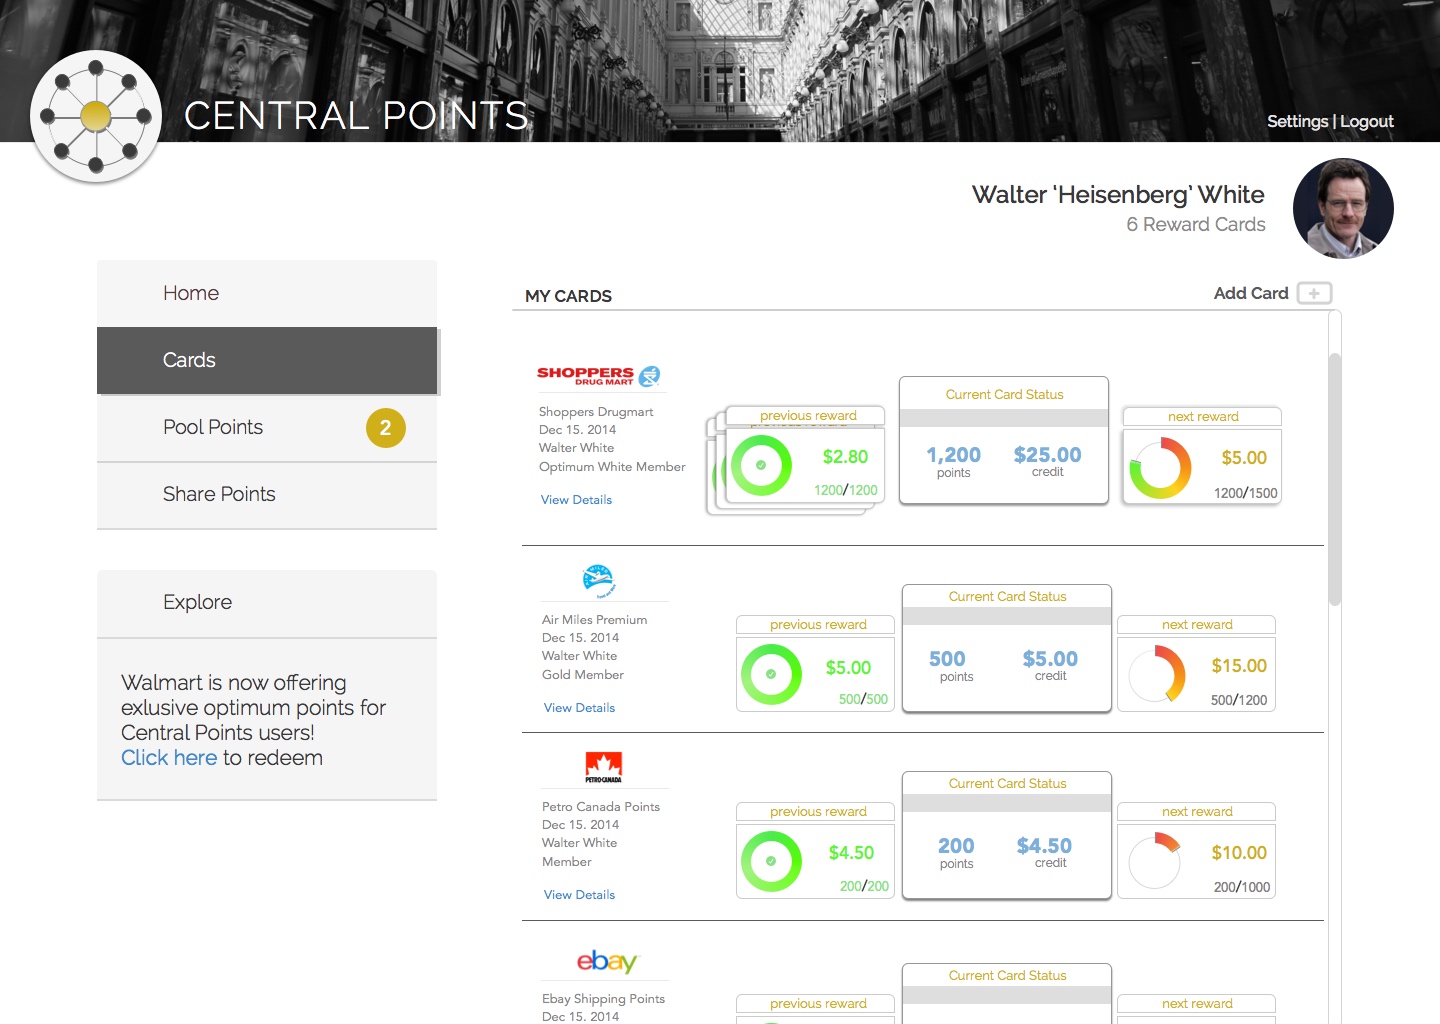 CENTRAL POINTS
Settings | Logout
Walter ‘Heisenberg’ White
6 Reward Cards
Home
Cards
Pool Points
2
Share Points
Explore
Walmart is now offering
exlusive optimum points for
Central Points users!
Click here to redeem
MY CARDS
Add Card +
SHOPPERS
DRUG MART
Shoppers Drugmart
Dec 15. 2014
Walter White
Optimum White Member
View Details
previous reward
$2.80
1200/1200
Current Card Status
1,200
points
$25.00
credit
next reward
$5.00
1200/1500
Air Miles Premium
Dec 15. 2014
Walter White
Gold Member
View Details
previous reward
$5.00
500/500
Current Card Status
500
points
$5.00
credit
next reward
$15.00
500/1200
PETRO-CANADA
Petro Canada Points
Dec 15. 2014
Walter White
Member
View Details
previous reward
$4.50
200/200
Current Card Status
200
points
$4.50
credit
next reward
$10.00
200/1000
ebay
Ebay Shipping Points
Dec 15. 2014
previous reward
Current Card Status
next reward